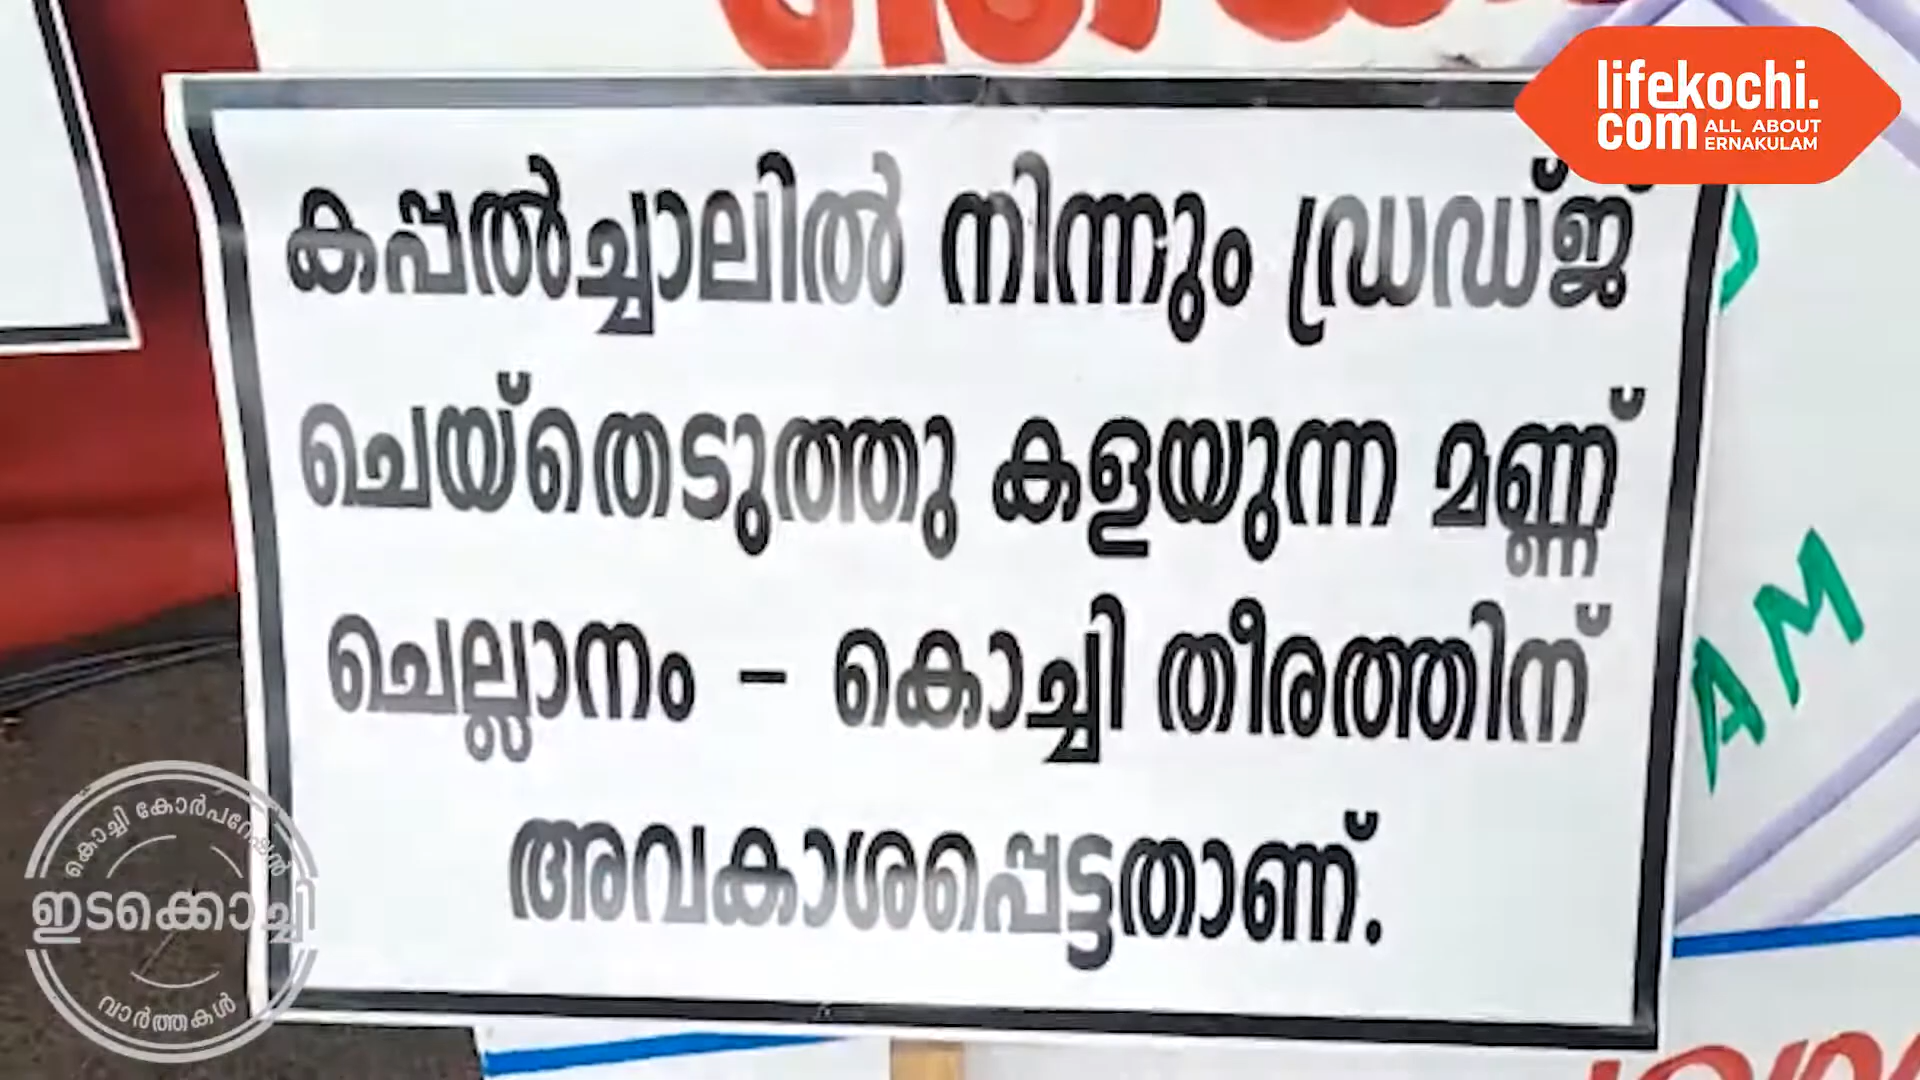 lifekochi.
com ALL ABOUT
ERNAKULAM
കപ്പൽച്ചാലിൽ നിന്നും ഡ്രഡ്ജ്
ചെയ്തെടുത്തു കളയുന്ന മണ്ണ്
ചെല്ലാനം - കൊച്ചി തീരത്തിന്
അവകാശപ്പെട്ടതാണ്.
AM
കൊച്ചി കോർപറേഷൻ
ഇടക്കൊച്ചി
വാർത്തകൾ